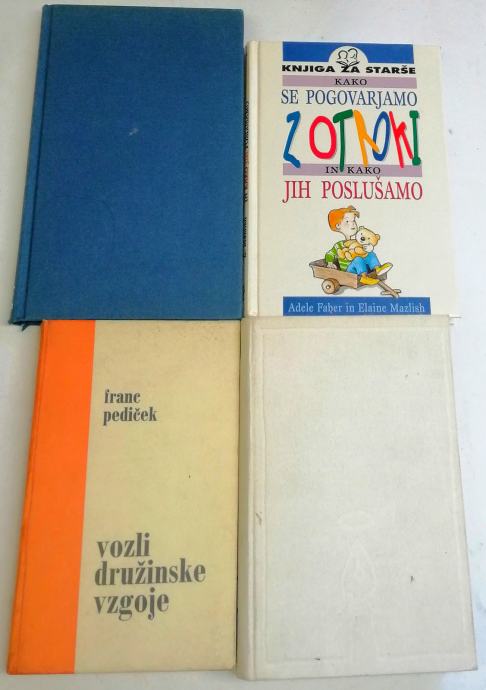 KNJIGA ZA STARŠE
KAKO
SE POGOVARJAMO
Z OTROKI
IN KAKO
JIH POSLUŠAMO
Adele Faber in Elaine Mazlish
franc
pediček
vozli
družinske
vzgoje